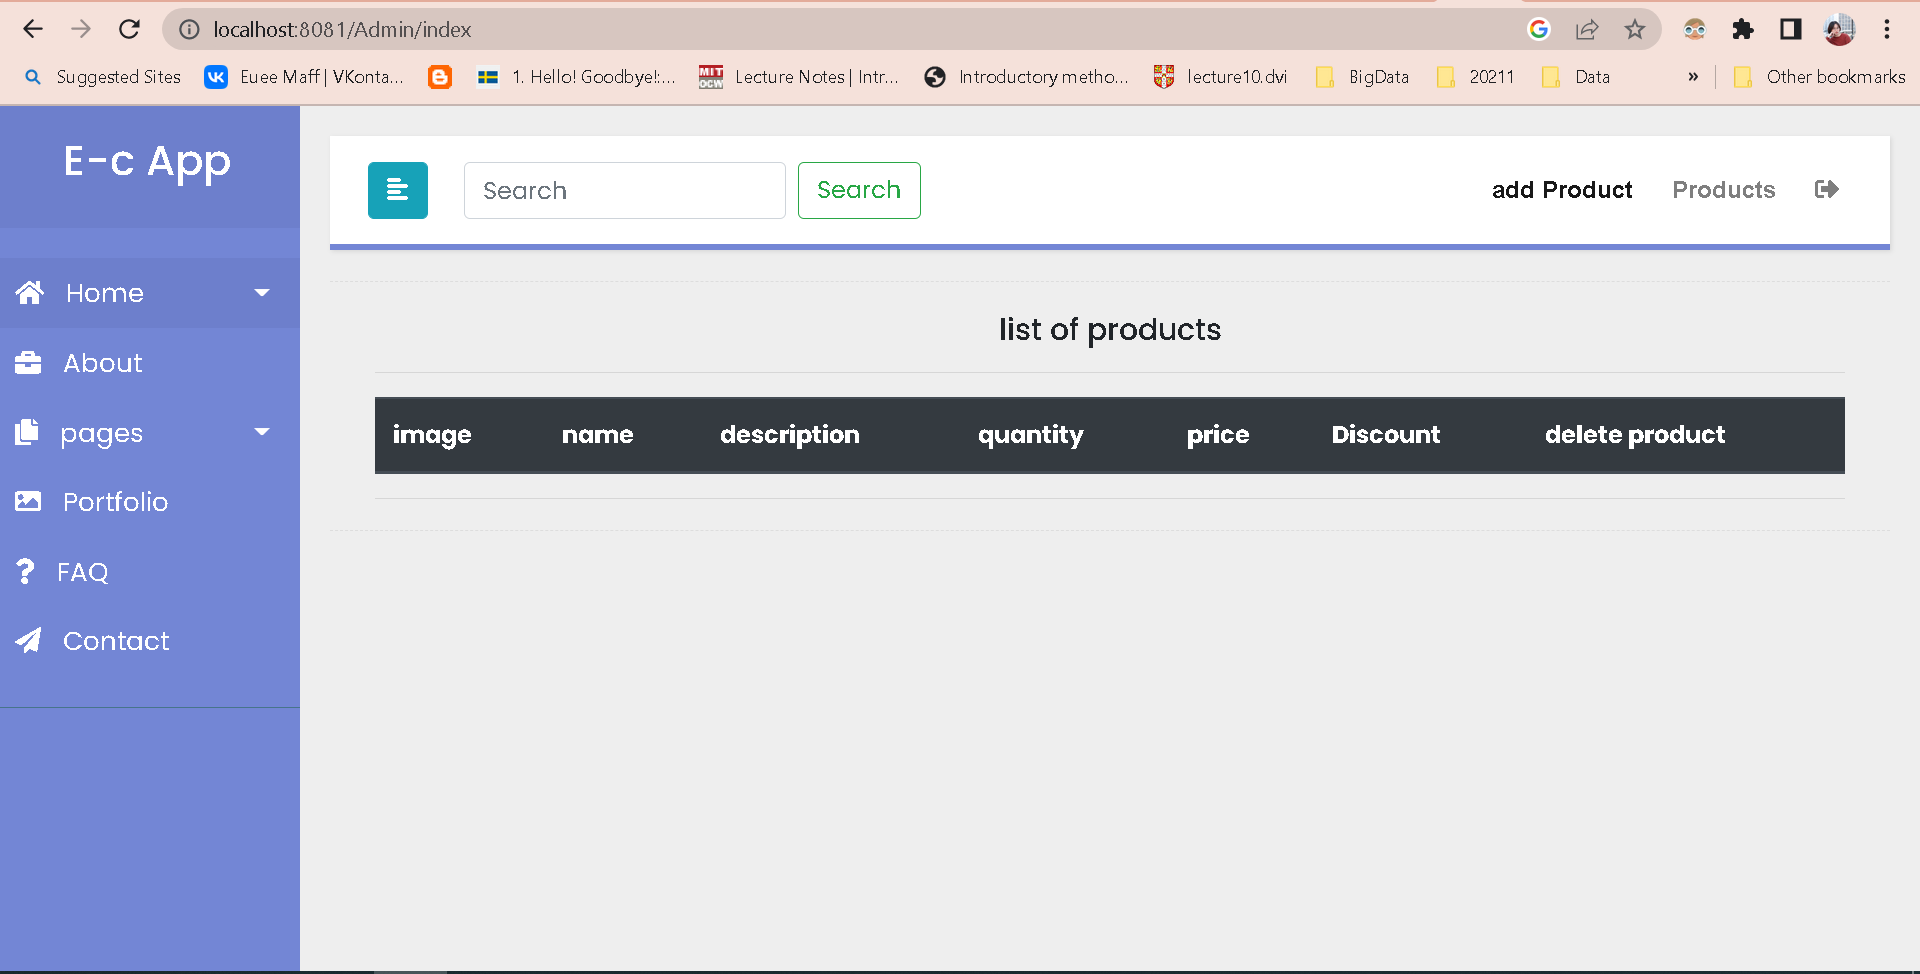 localhost:8081/Admin/index
Suggested Sites
Euee Maff | VKonta...
1. Hello! Goodbye!:...
MIT OCW
Lecture Notes | Intr...
Introductory metho...
lecture10.dvi
BigData
20211
Data
»
Other bookmarks
E-c App
Search
Search
add Product
Products
Home
About
pages
Portfolio
FAQ
Contact
list of products
image name description quantity price Discount delete product